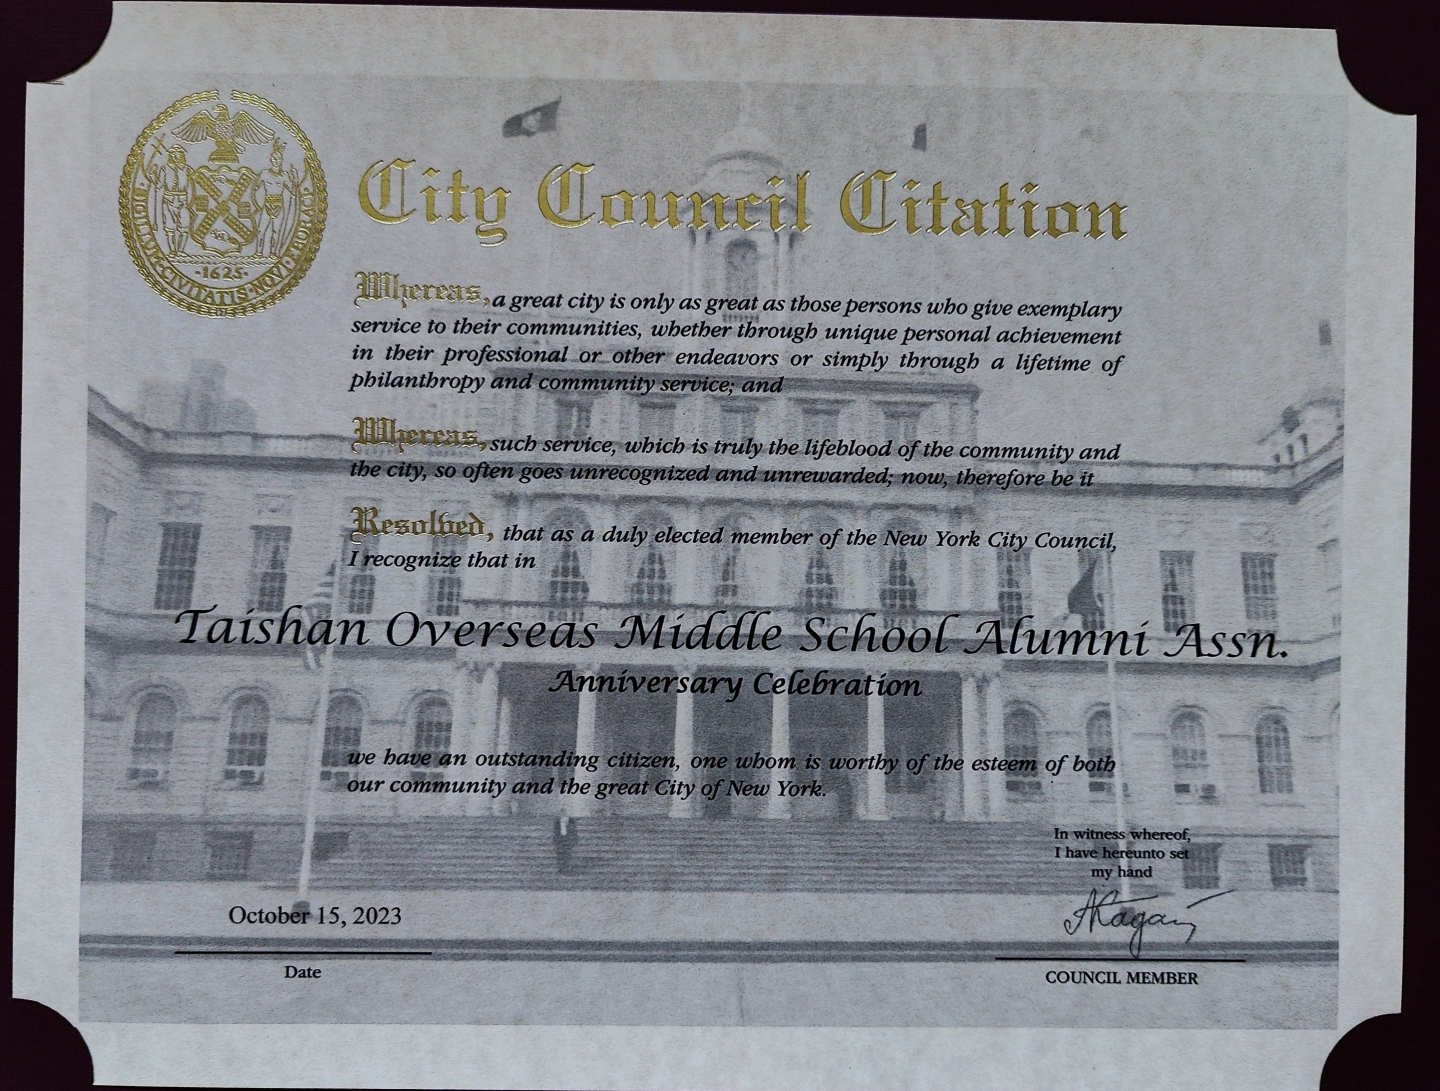 SIGILLUM CIVITATIS NOVI EBORACI
1625
City Council Citation
Whereas, a great city is only as great as those persons who give exemplary
service to their communities, whether through unique personal achievement
in their professional or other endeavors or simply through a lifetime of
philanthropy and community service; and
Whereas, such service, which is truly the lifeblood of the community and
the city, so often goes unrecognized and unrewarded; now, therefore be it
Resolved, that as a duly elected member of the New York City Council,
I recognize that in
Taishan Overseas Middle School Alumni Assn.
Anniversary Celebration
we have an outstanding citizen, one whom is worthy of the esteem of both
our community and the great City of New York.
In witness whereof,
I have hereunto set
my hand
October 15, 2023
AKagan
Date
COUNCIL MEMBER